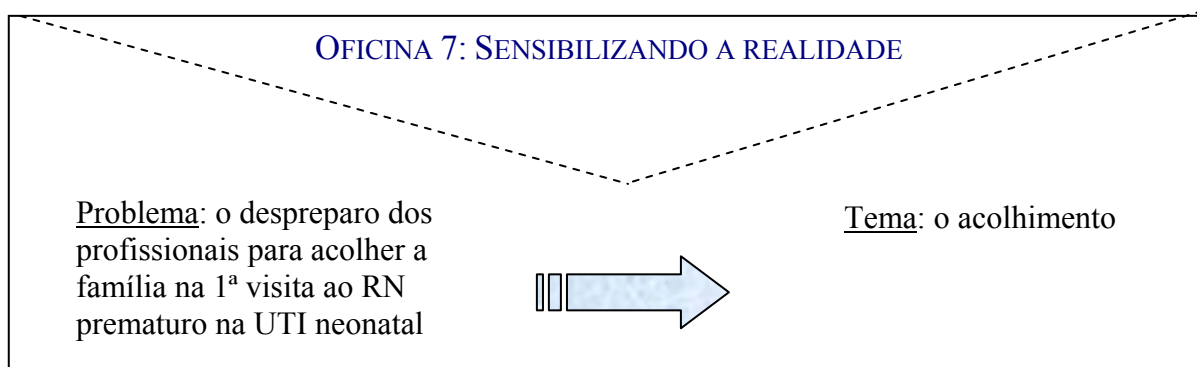 OFICINA 7: SENSIBILIZANDO A REALIDADE
Problema: o despreparo dos
profissionais para acolher a
família na 1ª visita ao RN
prematuro na UTI neonatal
Tema: o acolhimento